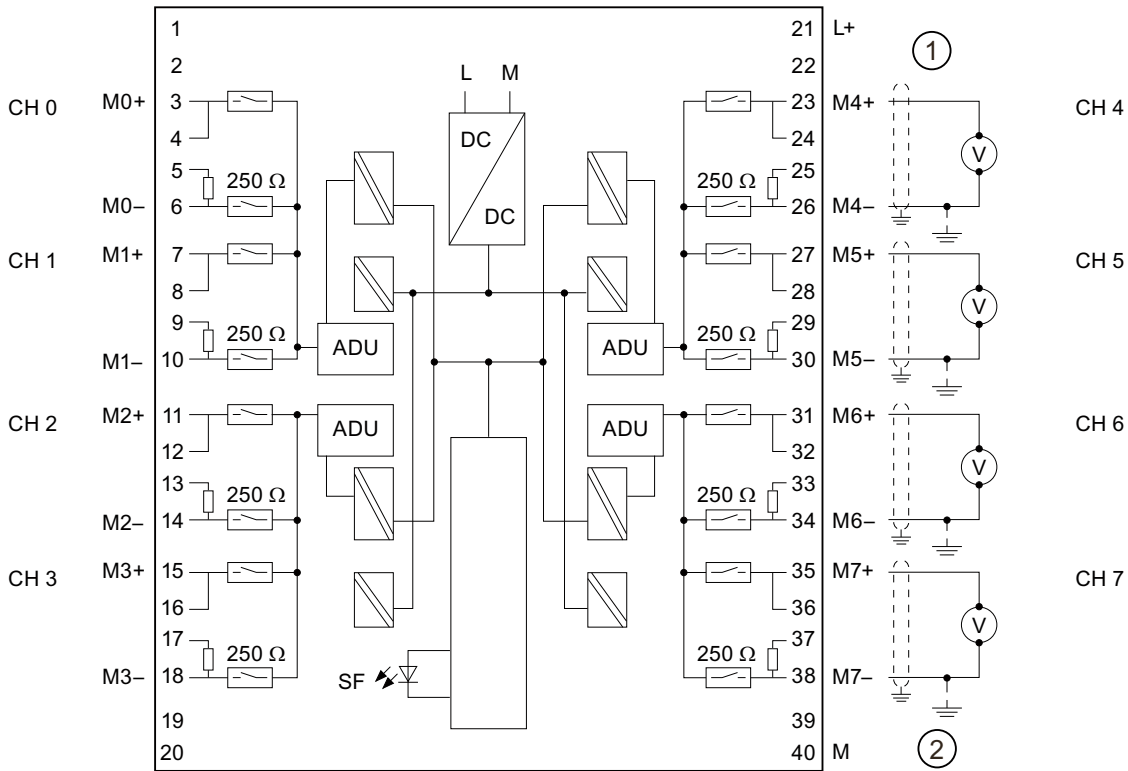 1 21 L+
①
2 22
L M
CH 0 M0+ 3 23 M4+ CH 4
4 24
DC
5 250 Ω 250 Ω 25
V
M0– 6 26 M4–
DC
CH 1 M1+ 7 27 M5+ CH 5
8 28
9 250 Ω 250 Ω 29
V
ADU ADU
M1– 10 30 M5–
CH 2 M2+ 11 31 M6+ CH 6
ADU ADU
12 32
V
13 250 Ω 250 Ω 33
M2– 14 34 M6–
CH 3 M3+ 15 35 M7+ CH 7
16 36
V
17 250 Ω 250 Ω 37
M3– 18 38 M7–
SF
19 39
20 40 M
②